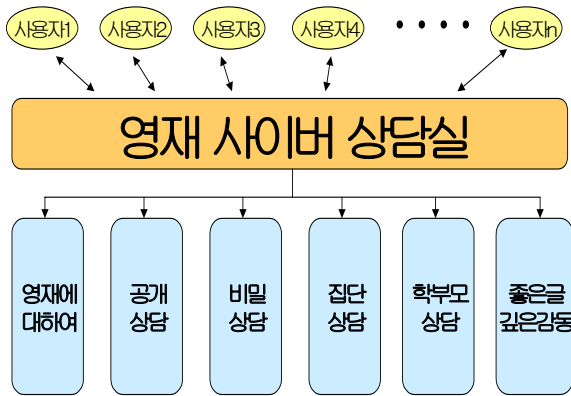 사용자1 사용자2 사용자3 사용자4 • • • • 사용자n
영재 사이버 상담실
영재에
대하여
공개
상담
비밀
상담
집단
상담
학부모
상담
좋은글
깊은감동